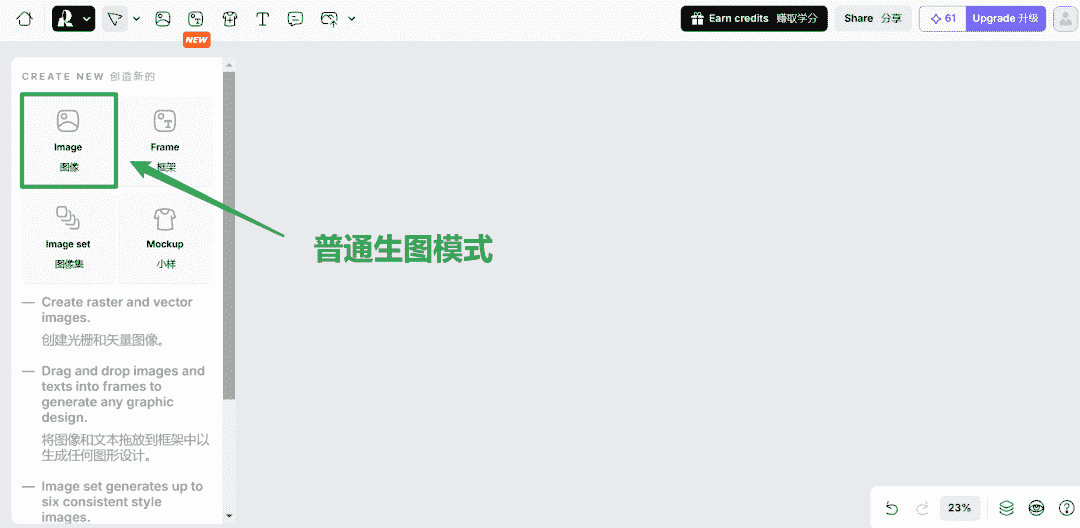 Earn credits 赚取学分
Share 分享
61
Upgrade 升级
NEW
CREATE NEW 创造新的
Image
图像
Frame
框架
Image set
图像集
Mockup
小样
普通生图模式
— Create raster and vector
images.
创建光栅和矢量图像。
— Drag and drop images and
texts into frames to
generate any graphic
design.
将图像和文本拖放到框架中以
生成任何图形设计。
— Image set generates up to
six consistent style
images.
23%